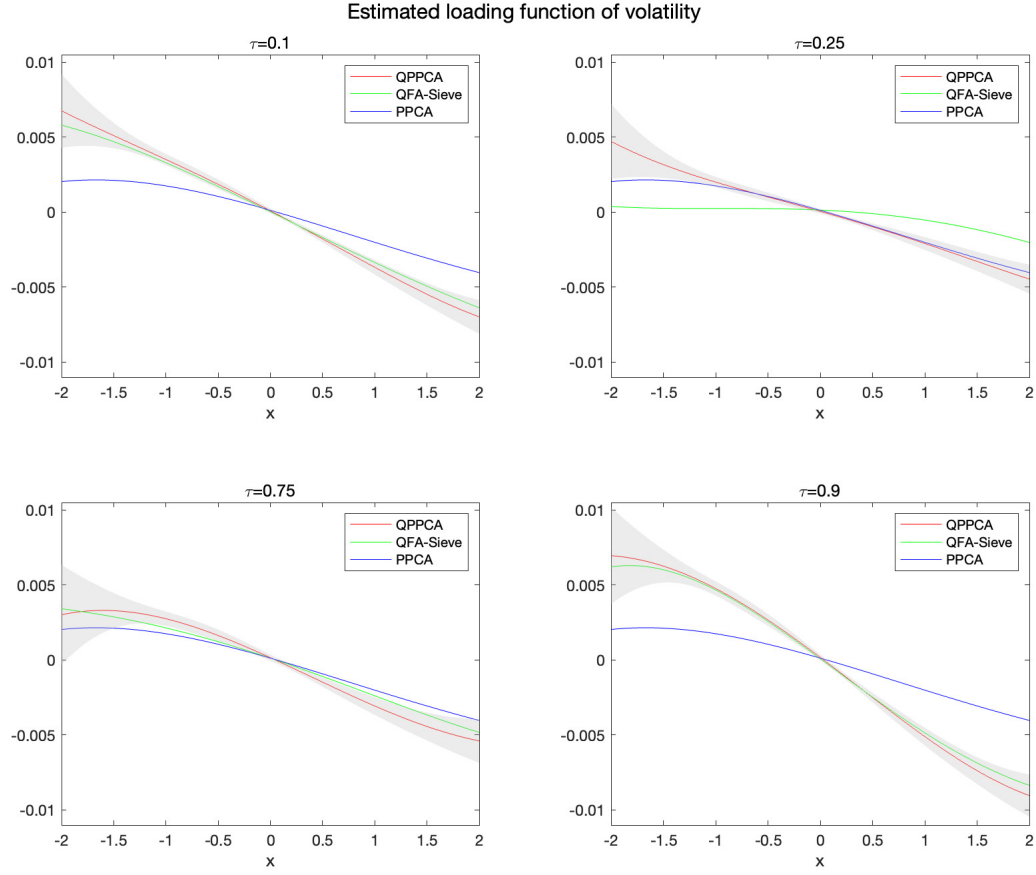 Estimated loading function of volatility
τ=0.1
0.01
0.005
0
-0.005
-0.01
-2 -1.5 -1 -0.5 0 0.5 1 1.5 2
x
QPPCA
QFA-Sieve
PPCA
τ=0.25
0.01
0.005
0
-0.005
-0.01
-2 -1.5 -1 -0.5 0 0.5 1 1.5 2
x
QPPCA
QFA-Sieve
PPCA
τ=0.75
0.01
0.005
0
-0.005
-0.01
-2 -1.5 -1 -0.5 0 0.5 1 1.5 2
x
QPPCA
QFA-Sieve
PPCA
τ=0.9
0.01
0.005
0
-0.005
-0.01
-2 -1.5 -1 -0.5 0 0.5 1 1.5 2
x
QPPCA
QFA-Sieve
PPCA